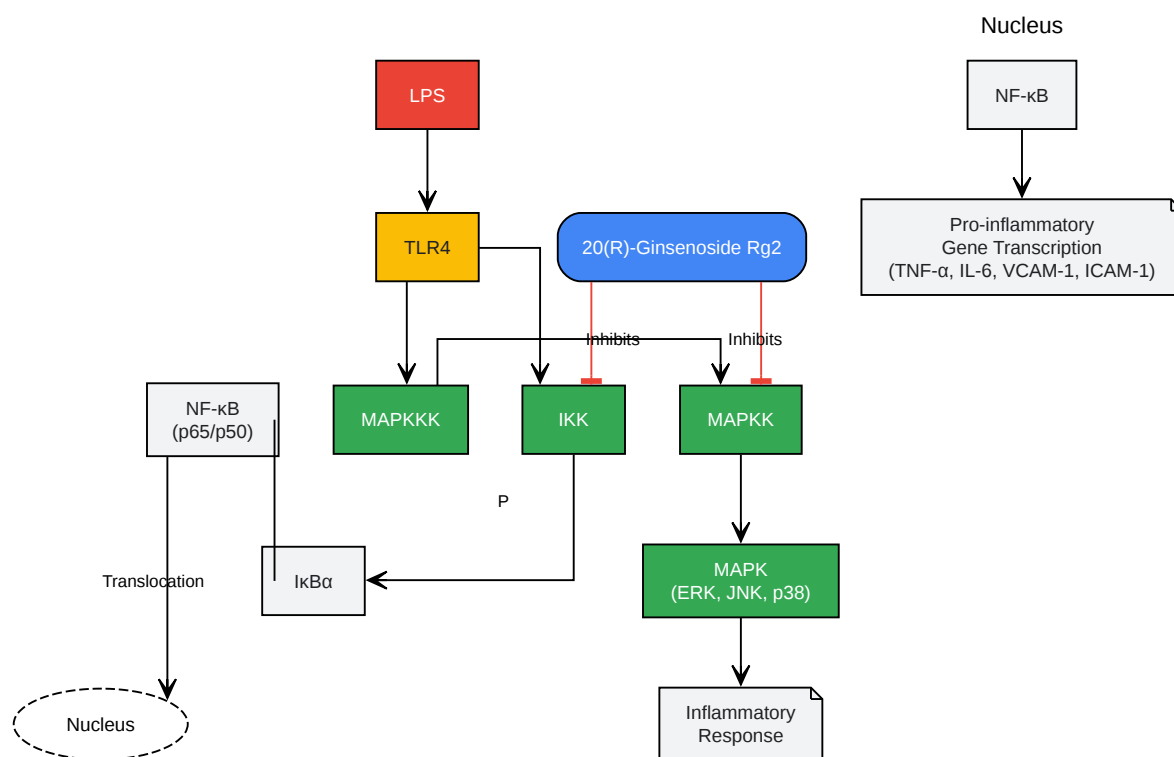 Nucleus
LPS
NF-κB
TLR4
20(R)-Ginsenoside Rg2
Pro-inflammatory
Gene Transcription
(TNF-α, IL-6, VCAM-1, ICAM-1)
Inhibits
Inhibits
NF-κB
(p65/p50)
MAPKKK
IKK
MAPKK
P
Translocation
IκBα
MAPK
(ERK, JNK, p38)
Nucleus
Inflammatory
Response